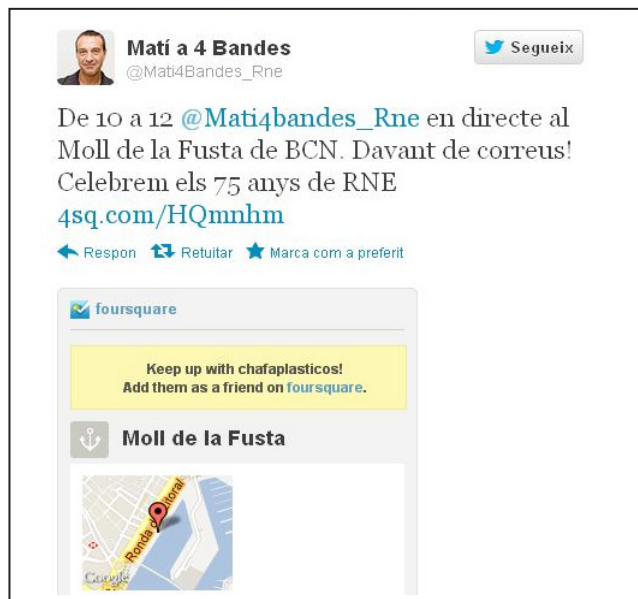 Matí a 4 Bandes
@Mati4Bandes_Rne
Segueix
De 10 a 12 @Mati4bandes_Rne en directe al
Moll de la Fusta de BCN. Davant de correus!
Celebrem els 75 anys de RNE
4sq.com/HQmnhm
Respon Retuitar Marca com a preferit
foursquare
Keep up with chafaplasticos!
Add them as a friend on foursquare.
Moll de la Fusta
Ronda del Litoral
Google